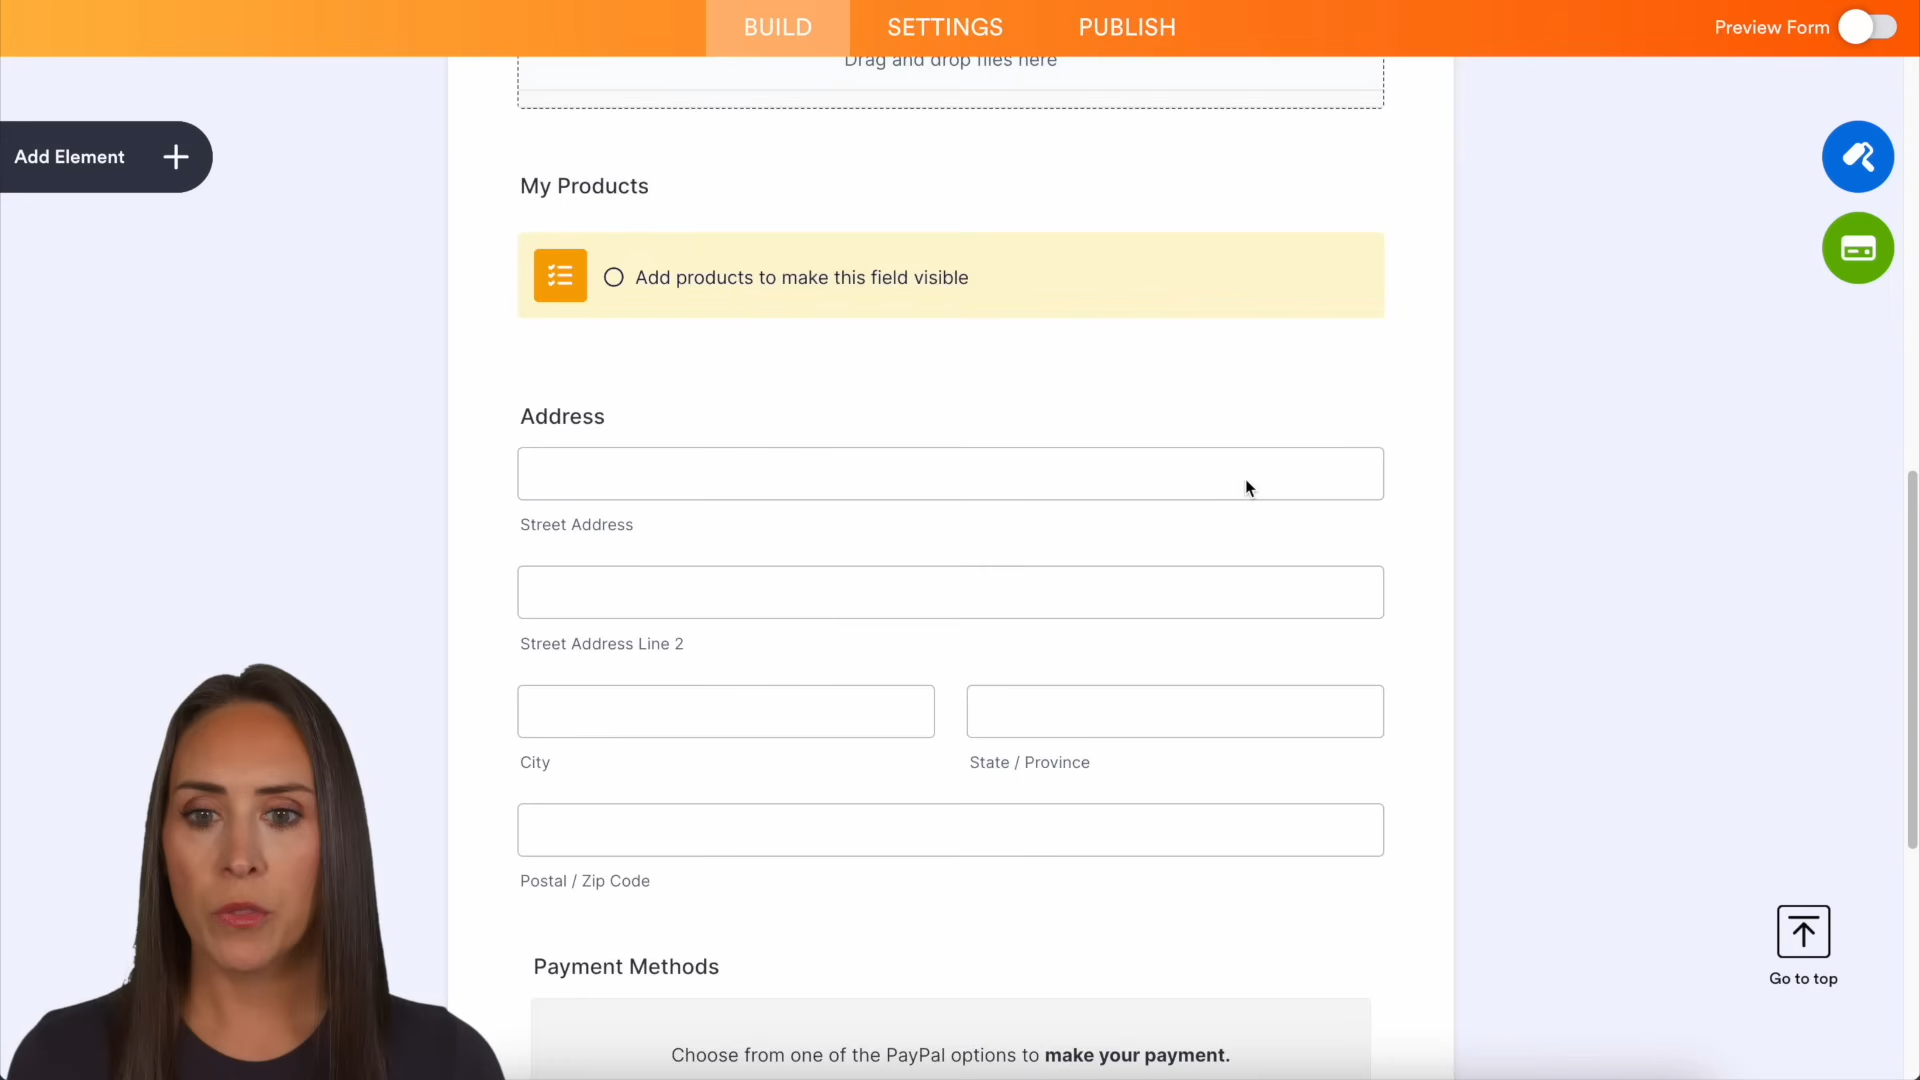 BUILD
SETTINGS
PUBLISH
Preview Form
Drag and drop files here
Add Element
My Products
Add products to make this field visible
Address
Street Address
Street Address Line 2
City
State / Province
Postal / Zip Code
Payment Methods
Go to top
Choose from one of the PayPal options to make your payment.